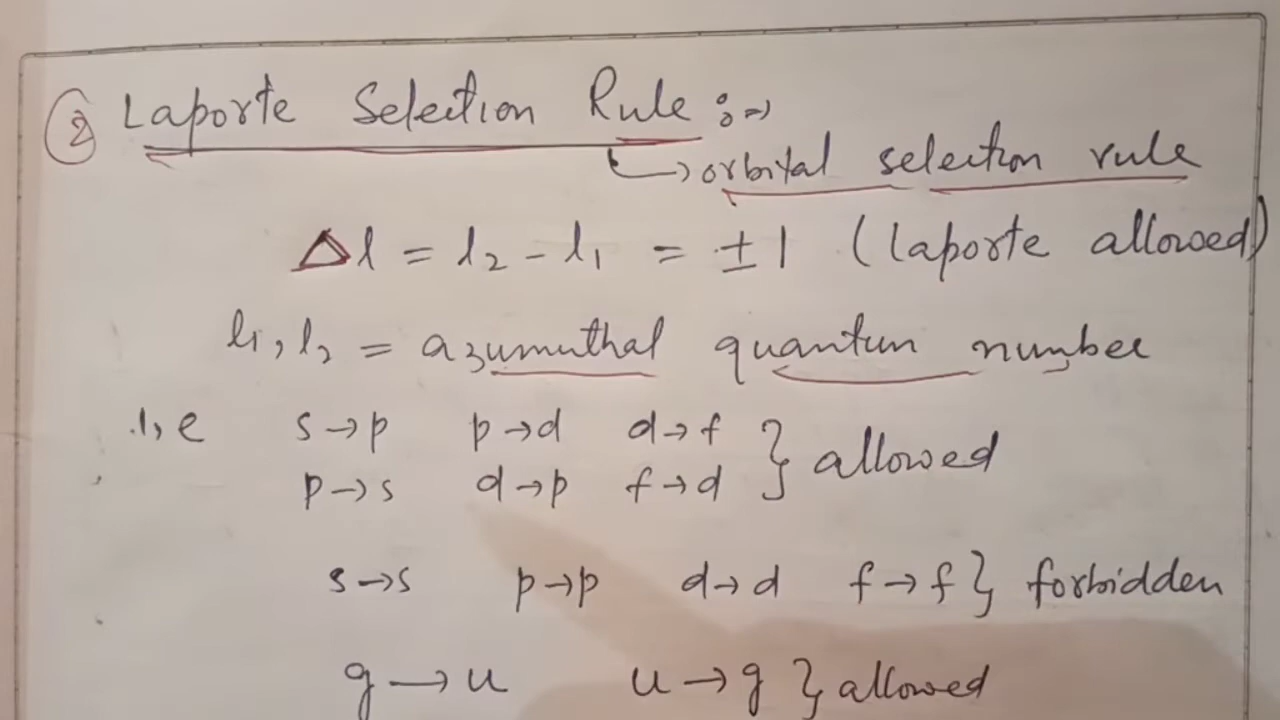 ② Laporte Selection Rule :→
↳ orbital selection rule
Δl = l₂ - l₁ = ±1 (laporte allowed)
l₁, l₂ = azumuthal quantum number
i,e s→p p→d d→f } allowed
p→s d→p f→d
s→s p→p d→d f→f } forbidden
g→u u→g } allowed